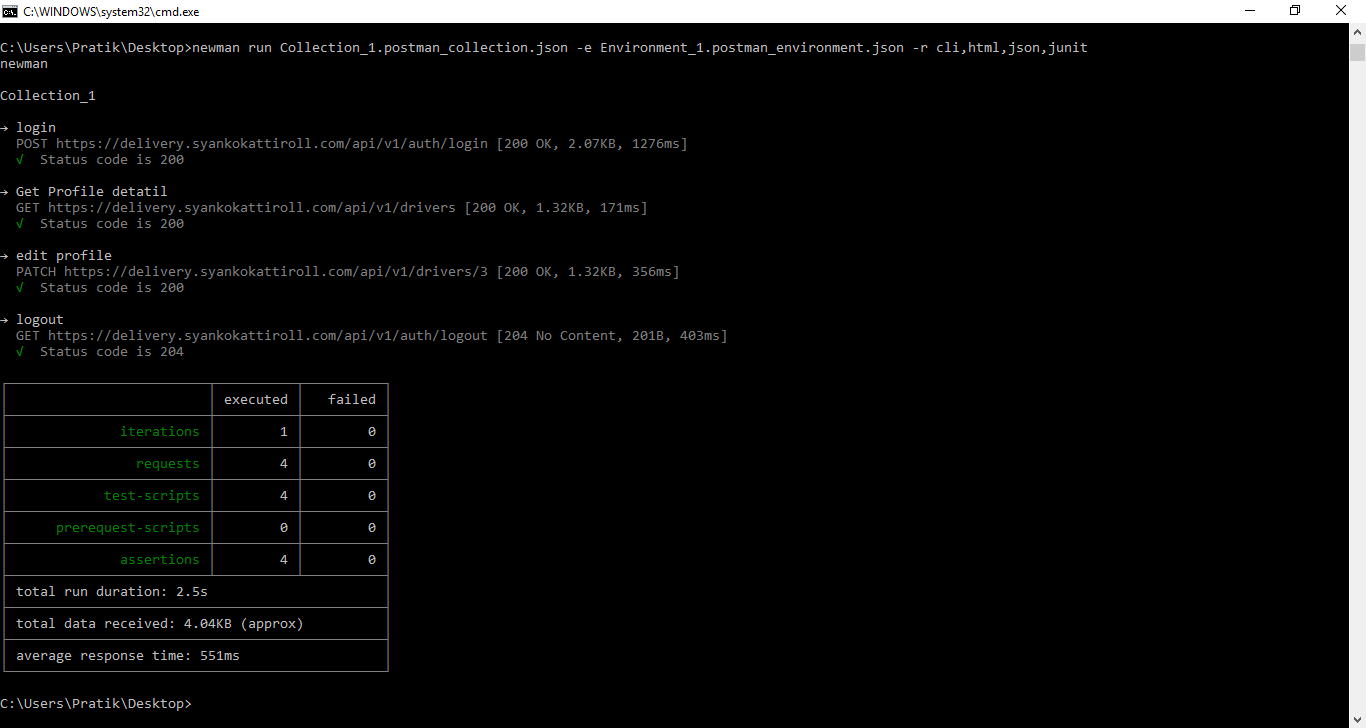 C:\WINDOWS\system32\cmd.exe
C:\Users\Pratik\Desktop>newman run Collection_1.postman_collection.json -e Environment_1.postman_environment.json -r cli,html,json,junit
newman
Collection_1
→ login
POST https://delivery.syankokattiroll.com/api/v1/auth/login [200 OK, 2.07KB, 1276ms]
√ Status code is 200
→ Get Profile detatil
GET https://delivery.syankokattiroll.com/api/v1/drivers [200 OK, 1.32KB, 171ms]
√ Status code is 200
→ edit profile
PATCH https://delivery.syankokattiroll.com/api/v1/drivers/3 [200 OK, 1.32KB, 356ms]
√ Status code is 200
→ logout
GET https://delivery.syankokattiroll.com/api/v1/auth/logout [204 No Content, 201B, 403ms]
√ Status code is 204
executed failed
iterations 1 0
requests 4 0
test-scripts 4 0
prerequest-scripts 0 0
assertions 4 0
total run duration: 2.5s
total data received: 4.04KB (approx)
average response time: 551ms
C:\Users\Pratik\Desktop>